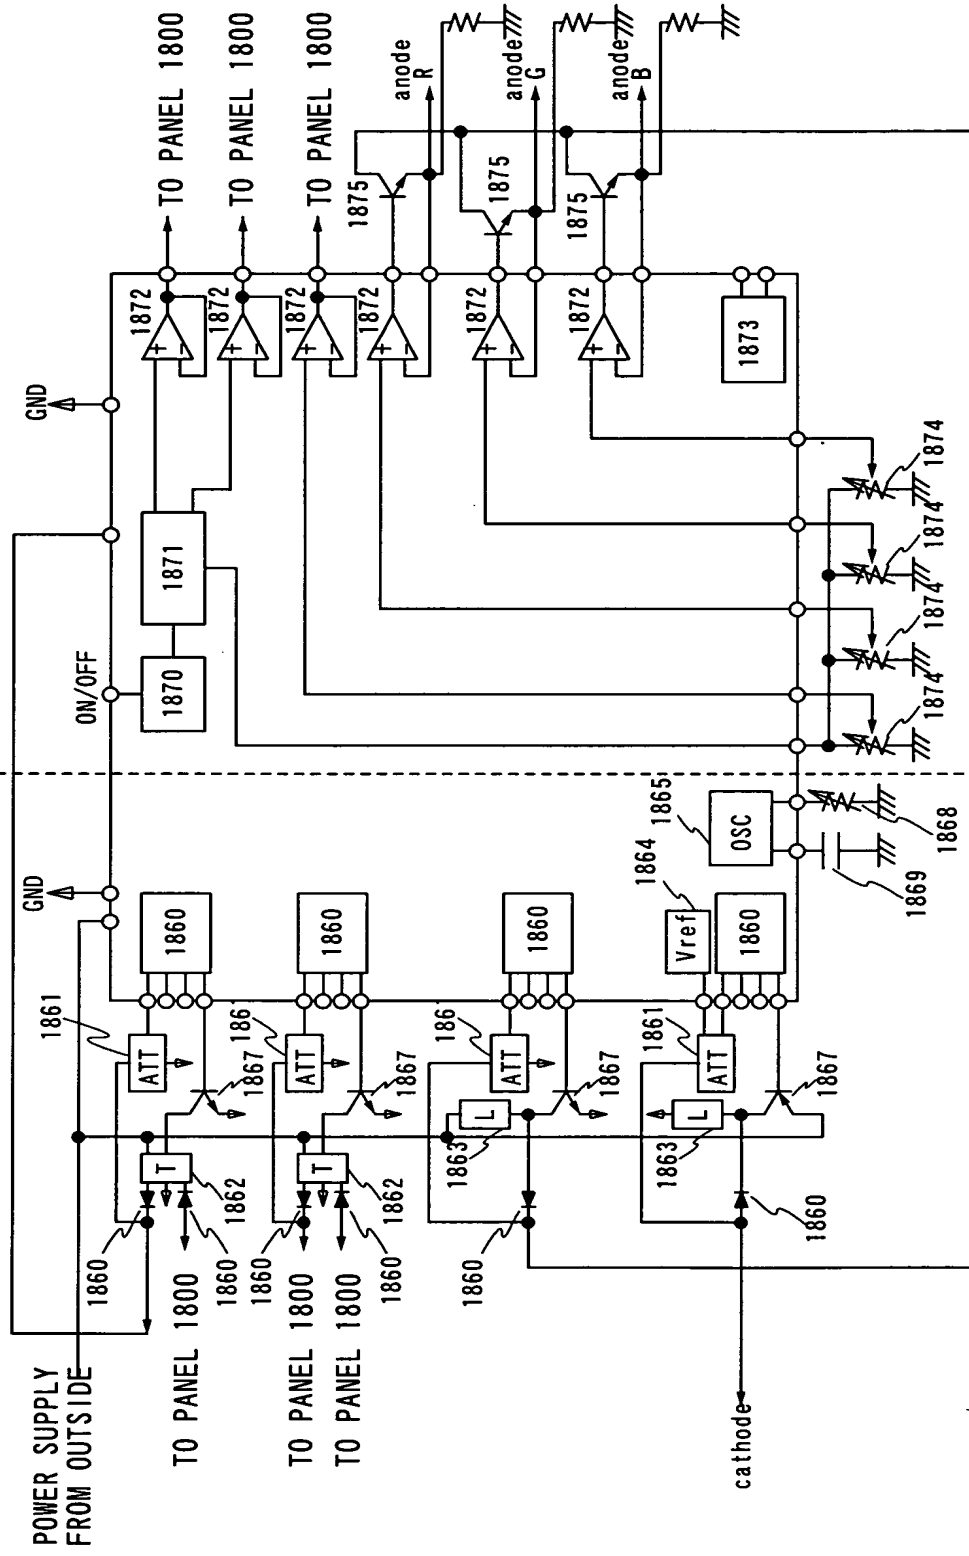 POWER SUPPLY
FROM OUTSIDE
GND
ON/OFF
GND
TO PANEL 1800
TO PANEL 1800
TO PANEL 1800
TO PANEL 1800
TO PANEL 1800
TO PANEL 1800
cathode
1860
1860
1860
1860
1860
1860
T
1862
T
1862
L
1863
L
1863
1867
1867
1867
1867
ATT
1861
ATT
186
ATT
186
ATT
1861
1860
1860
1860
1860
Vref
1864
OSC
1865
1869
1868
1870
1871
1874
1874
1874
1874
1873
+
-
1872
+
-
1872
+
-
1872
+
-
1872
+
-
1872
+
-
1872
1875
1875
1875
anode
R
anode
G
anode
B